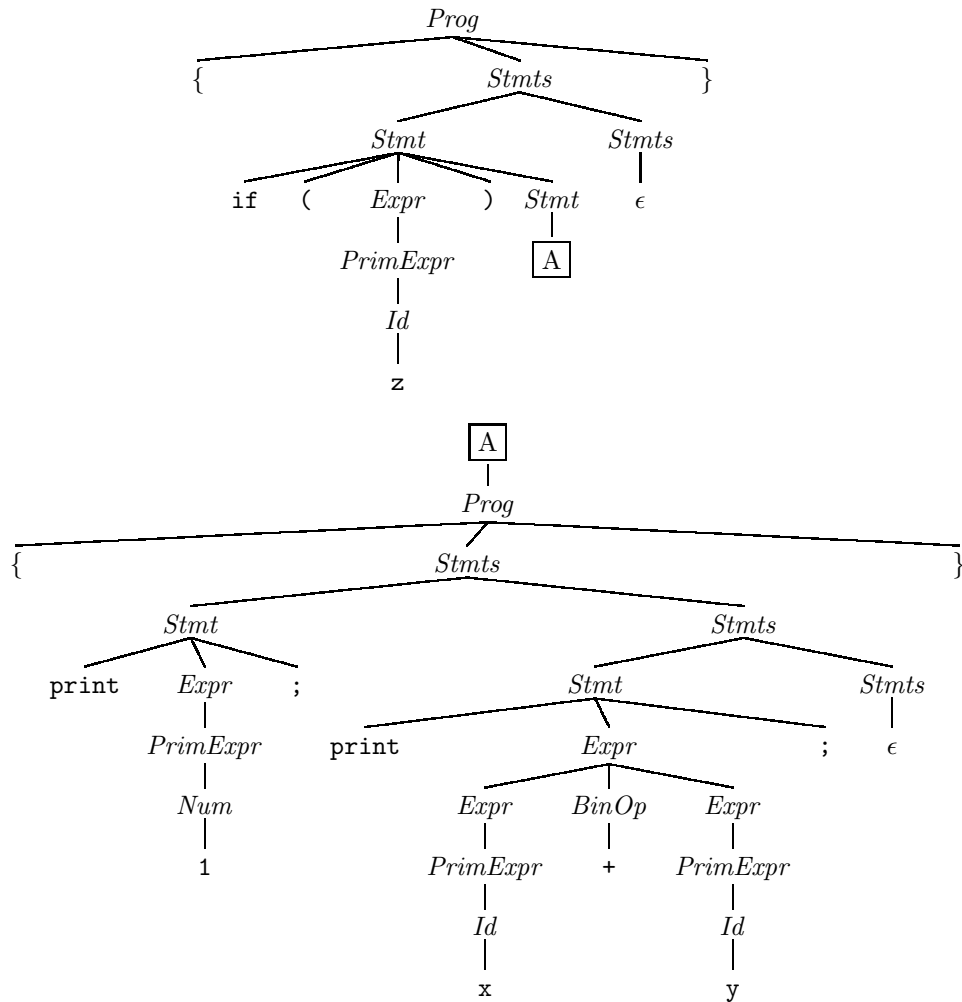 Prog
{ Stmts }
Stmt Stmts
if ( Expr ) Stmt ϵ
PrimExpr A
Id
z
A
Prog
{ Stmts }
Stmt Stmts
print Expr ; Stmt Stmts
PrimExpr print Expr ; ϵ
Num Expr BinOp Expr
1 PrimExpr + PrimExpr
Id Id
x y